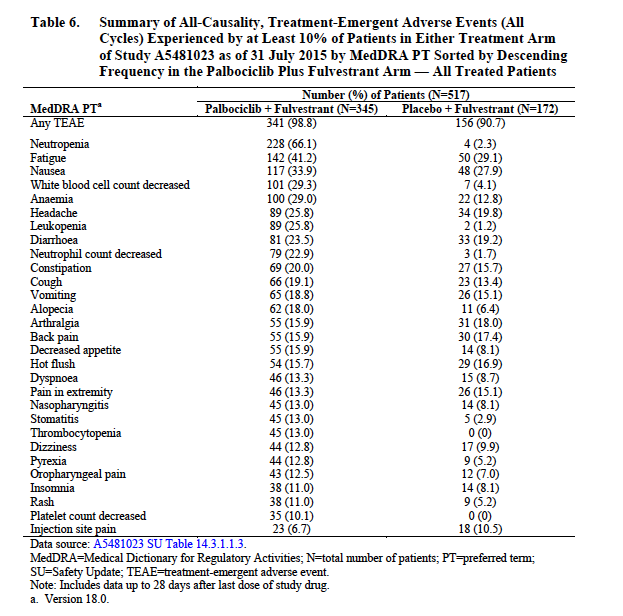 Table 6. Summary of All-Causality, Treatment-Emergent Adverse Events (All
Cycles) Experienced by at Least 10% of Patients in Either Treatment Arm
of Study A5481023 as of 31 July 2015 by MedDRA PT Sorted by Descending
Frequency in the Palbociclib Plus Fulvestrant Arm — All Treated Patients
Number (%) of Patients (N=517)
MedDRA PTa Palbociclib + Fulvestrant (N=345) Placebo + Fulvestrant (N=172)
Any TEAE 341 (98.8) 156 (90.7)
Neutropenia 228 (66.1) 4 (2.3)
Fatigue 142 (41.2) 50 (29.1)
Nausea 117 (33.9) 48 (27.9)
White blood cell count decreased 101 (29.3) 7 (4.1)
Anaemia 100 (29.0) 22 (12.8)
Headache 89 (25.8) 34 (19.8)
Leukopenia 89 (25.8) 2 (1.2)
Diarrhoea 81 (23.5) 33 (19.2)
Neutrophil count decreased 79 (22.9) 3 (1.7)
Constipation 69 (20.0) 27 (15.7)
Cough 66 (19.1) 23 (13.4)
Vomiting 65 (18.8) 26 (15.1)
Alopecia 62 (18.0) 11 (6.4)
Arthralgia 55 (15.9) 31 (18.0)
Back pain 55 (15.9) 30 (17.4)
Decreased appetite 55 (15.9) 14 (8.1)
Hot flush 54 (15.7) 29 (16.9)
Dyspnoea 46 (13.3) 15 (8.7)
Pain in extremity 46 (13.3) 26 (15.1)
Nasopharyngitis 45 (13.0) 14 (8.1)
Stomatitis 45 (13.0) 5 (2.9)
Thrombocytopenia 45 (13.0) 0 (0)
Dizziness 44 (12.8) 17 (9.9)
Pyrexia 44 (12.8) 9 (5.2)
Oropharyngeal pain 43 (12.5) 12 (7.0)
Insomnia 38 (11.0) 14 (8.1)
Rash 38 (11.0) 9 (5.2)
Platelet count decreased 35 (10.1) 0 (0)
Injection site pain 23 (6.7) 18 (10.5)
Data source: A5481023 SU Table 14.3.1.1.3.
MedDRA=Medical Dictionary for Regulatory Activities; N=total number of patients; PT=preferred term;
SU=Safety Update; TEAE=treatment-emergent adverse event.
Note: Includes data up to 28 days after last dose of study drug.
a. Version 18.0.